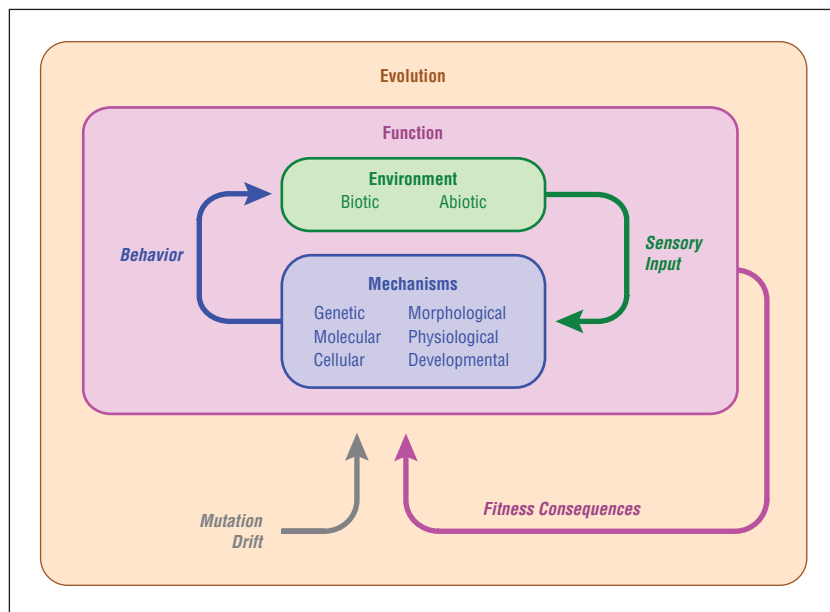 Evolution
Function
Environment
Biotic Abiotic
Behavior
Sensory
Input
Mechanisms
Genetic Morphological
Molecular Physiological
Cellular Developmental
Fitness Consequences
Mutation
Drift